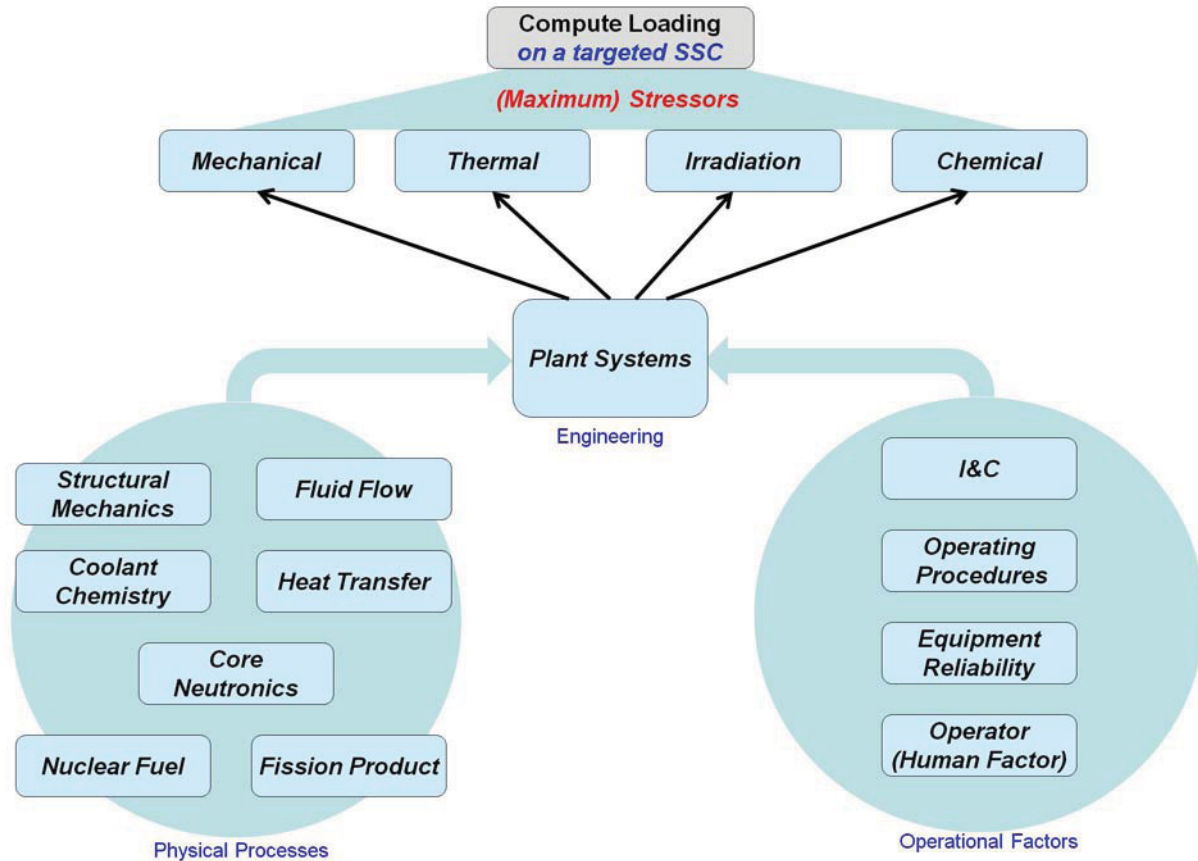 Compute Loading
on a targeted SSC
(Maximum) Stressors
Mechanical
Thermal
Irradiation
Chemical
Plant Systems
Engineering
Structural
Mechanics
Fluid Flow
Coolant
Chemistry
Heat Transfer
Core
Neutronics
Nuclear Fuel
Fission Product
Physical Processes
I&C
Operating
Procedures
Equipment
Reliability
Operator
(Human Factor)
Operational Factors